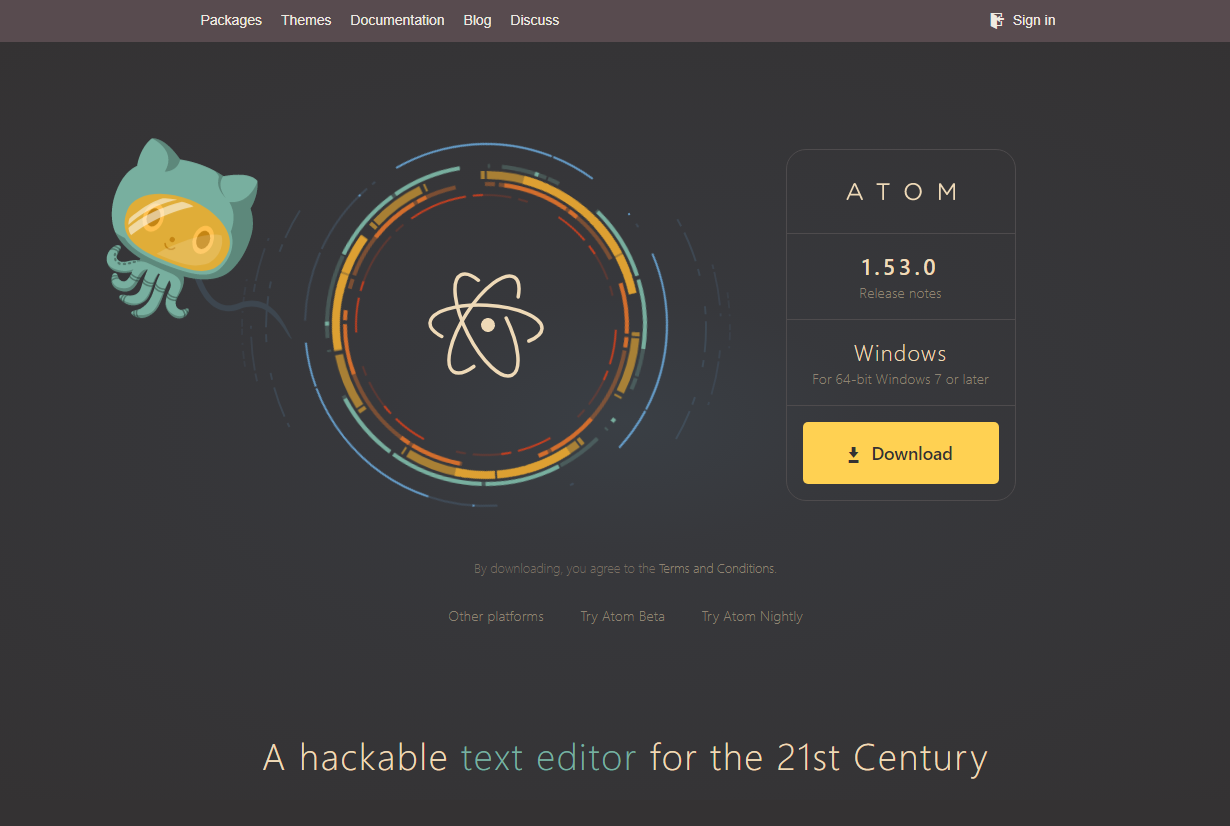 Packages Themes Documentation Blog Discuss Sign in
ATOM
1.53.0
Release notes
Windows
For 64-bit Windows 7 or later
Download
By downloading, you agree to the Terms and Conditions.
Other platforms Try Atom Beta Try Atom Nightly
A hackable text editor for the 21st Century